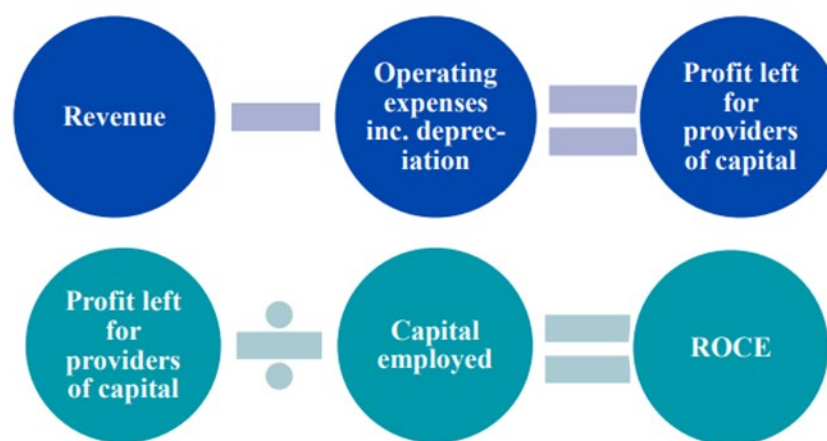 Revenue
Operating
expenses
inc. deprec-
iation
Profit left
for
providers
of capital
Profit left
for
providers
of capital
Capital
employed
ROCE